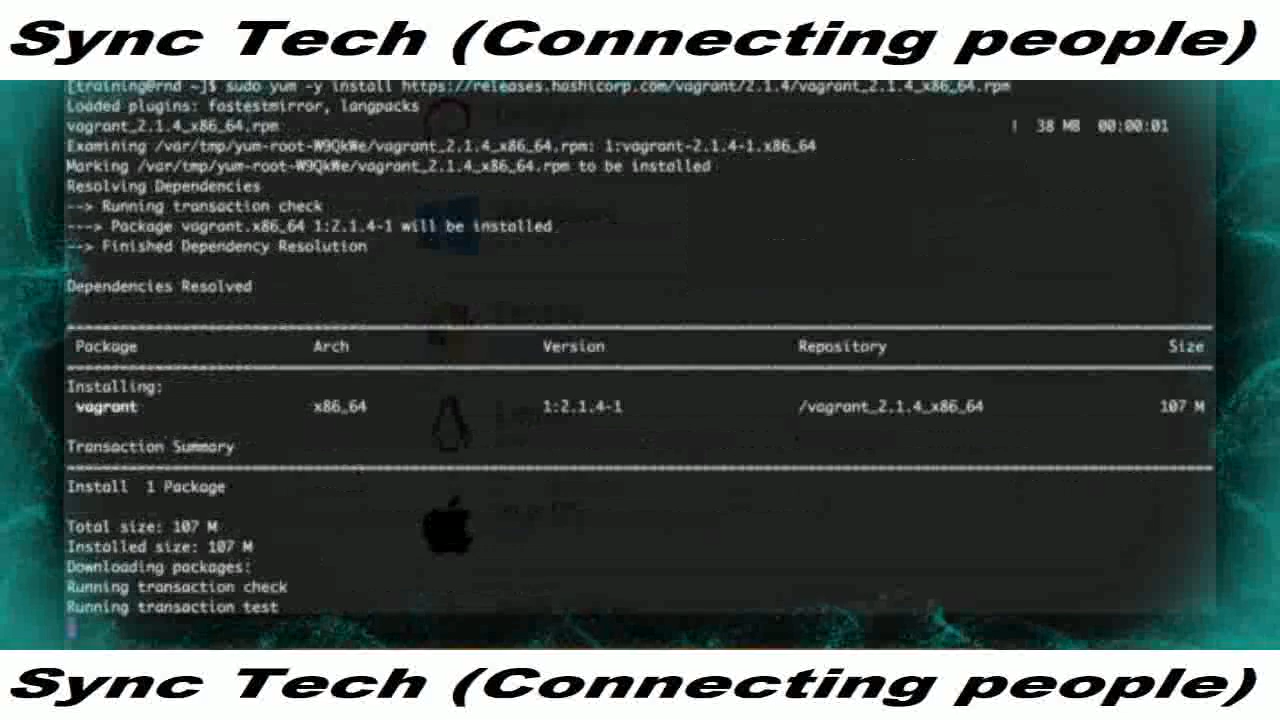 Sync Tech (Connecting people)
[training@rnd ~]$ sudo yum -y install https://releases.hashicorp.com/vagrant/2.1.4/vagrant_2.1.4_x86_64.rpm
Loaded plugins: fastestmirror, langpacks
vagrant_2.1.4_x86_64.rpm | 38 MB 00:00:01
Examining /var/tmp/yum-root-W9QkWe/vagrant_2.1.4_x86_64.rpm: 1:vagrant-2.1.4-1.x86_64
Marking /var/tmp/yum-root-W9QkWe/vagrant_2.1.4_x86_64.rpm to be installed
Resolving Dependencies
--> Running transaction check
---> Package vagrant.x86_64 1:2.1.4-1 will be installed
--> Finished Dependency Resolution
Dependencies Resolved
Package Arch Version Repository Size
Installing:
vagrant x86_64 1:2.1.4-1 /vagrant_2.1.4_x86_64 107 M
Transaction Summary
Install 1 Package
Total size: 107 M
Installed size: 107 M
Downloading packages:
Running transaction check
Running transaction test
Sync Tech (Connecting people)